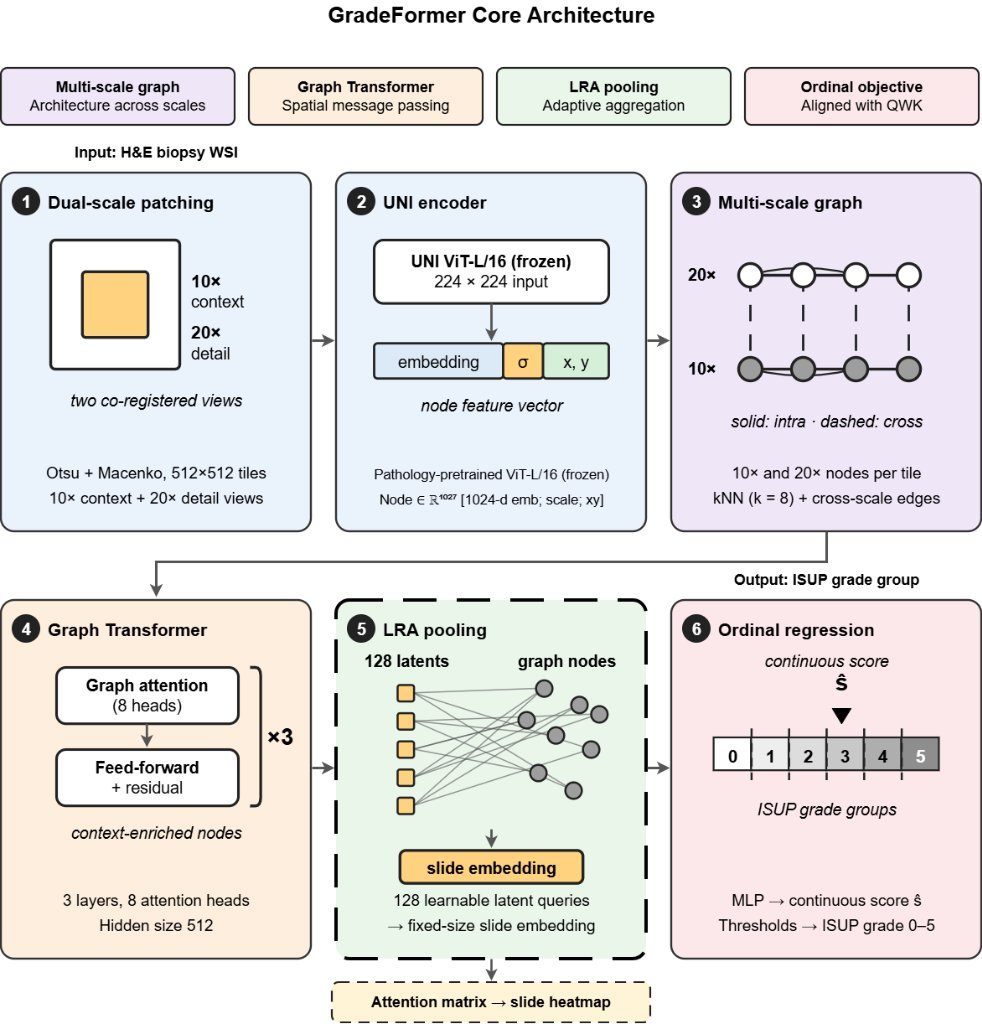 GradeFormer Core Architecture
Multi-scale graph
Architecture across scales
Graph Transformer
Spatial message passing
LRA pooling
Adaptive aggregation
Ordinal objective
Aligned with QWK
Input: H&E biopsy WSI
1 Dual-scale patching
10×
context
20×
detail
two co-registered views
Otsu + Macenko, 512×512 tiles
10× context + 20× detail views
2 UNI encoder
UNI ViT-L/16 (frozen)
224 × 224 input
embedding σ x, y
node feature vector
Pathology-pretrained ViT-L/16 (frozen)
Node ∈ ℝ¹⁰²⁷ [1024-d emb; scale; xy]
3 Multi-scale graph
20×
10×
solid: intra · dashed: cross
10× and 20× nodes per tile
kNN (k = 8) + cross-scale edges
4 Graph Transformer
Graph attention
(8 heads)
Feed-forward
+ residual
×3
context-enriched nodes
3 layers, 8 attention heads
Hidden size 512
5 LRA pooling
128 latents graph nodes
slide embedding
128 learnable latent queries
→ fixed-size slide embedding
Attention matrix → slide heatmap
Output: ISUP grade group
6 Ordinal regression
continuous score
ŝ
0 1 2 3 4 5
ISUP grade groups
MLP → continuous score ŝ
Thresholds → ISUP grade 0–5